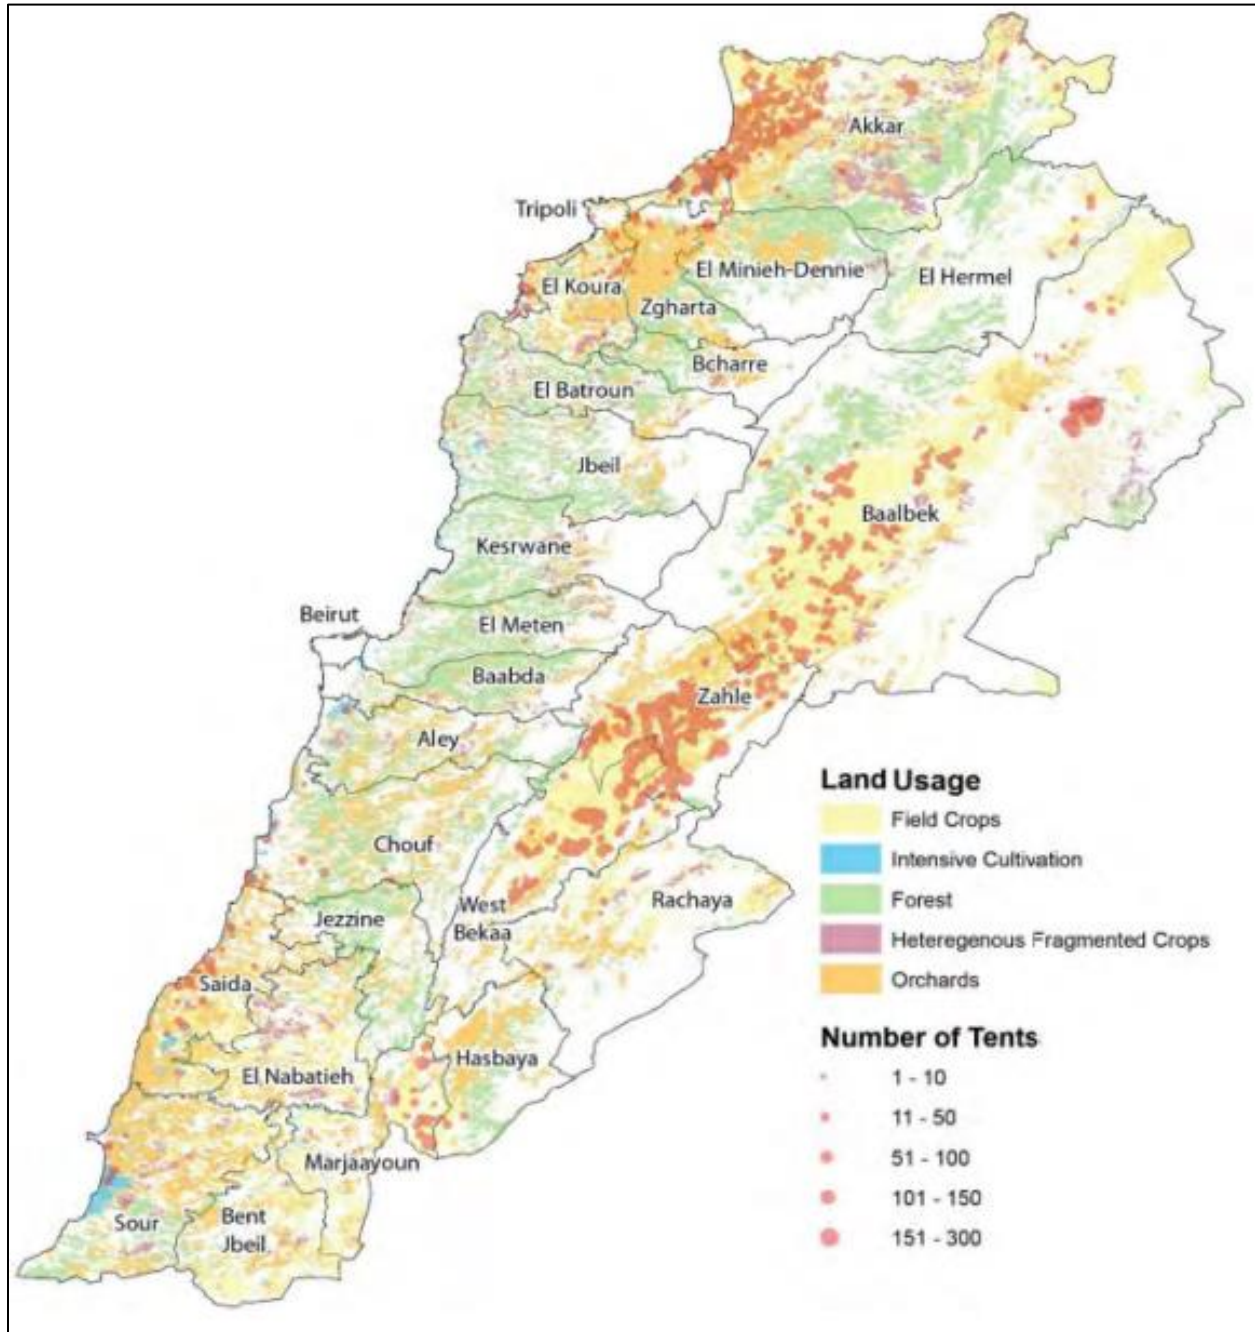 Akkar
Tripoli
El Minieh-Dennie
El Hermel
El Koura
Zgharta
Bcharre
El Batroun
Jbeil
Baalbek
Kesrwane
Beirut
El Meten
Baabda
Zahle
Aley
Chouf
West
Bekaa
Rachaya
Jezzine
Saida
Hasbaya
El Nabatieh
Marjaayoun
Sour
Bent
Jbeil
Land Usage
Field Crops
Intensive Cultivation
Forest
Heteregenous Fragmented Crops
Orchards
Number of Tents
1 - 10
11 - 50
51 - 100
101 - 150
151 - 300